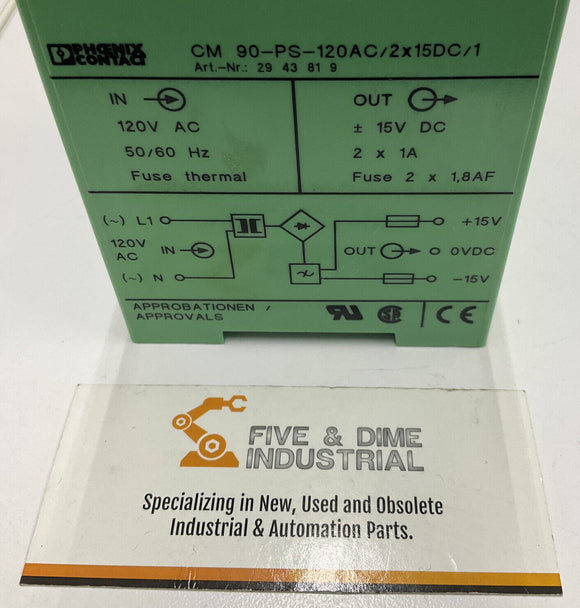 PHOENIX CONTACT
CM 90-PS-120AC/2x15DC/1
Art.-Nr.: 29 43 81 9
IN
120V AC
50/60 Hz
Fuse thermal
OUT
± 15V DC
2 x 1A
Fuse 2 x 1,8AF
(~) L1
120V
AC
IN
(~) N
+15V
OUT
0VDC
-15V
APPROBATIONEN /
APPROVALS
RU
SA
CE
FIVE & DIME
INDUSTRIAL
Specializing in New, Used and Obsolete
Industrial & Automation Parts.